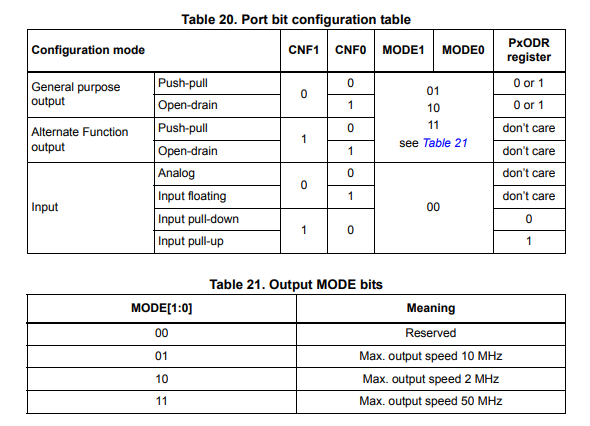 Table 20. Port bit configuration table
Configuration mode CNF1 CNF0 MODE1 MODE0 PxODR register
General purpose output Push-pull 0 0 01 10 11 see Table 21 0 or 1
Open-drain 1 0 or 1
Alternate Function output Push-pull 1 0 don't care
Open-drain 1 don't care
Input Analog 0 0 00 don't care
Input floating 1 don't care
Input pull-down 1 0 0
Input pull-up 1
Table 21. Output MODE bits
MODE[1:0] Meaning
00 Reserved
01 Max. output speed 10 MHz
10 Max. output speed 2 MHz
11 Max. output speed 50 MHz